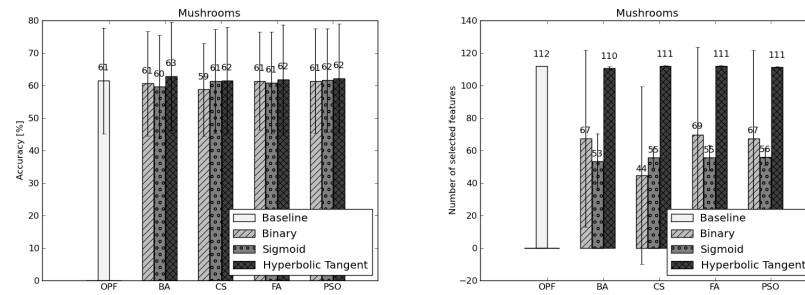 Mushrooms
Accuracy [%]
80
70
60
50
40
30
20
10
0
61
61
60
63
59
61
62
61
61
62
61
62
62
Baseline
Binary
Sigmoid
Hyperbolic Tangent
OPF
BA
CS
FA
PSO
Mushrooms
Number of selected features
140
120
100
80
60
40
20
0
−20
112
67
53
110
44
55
111
69
55
111
67
56
111
Baseline
Binary
Sigmoid
Hyperbolic Tangent
OPF
BA
CS
FA
PSO